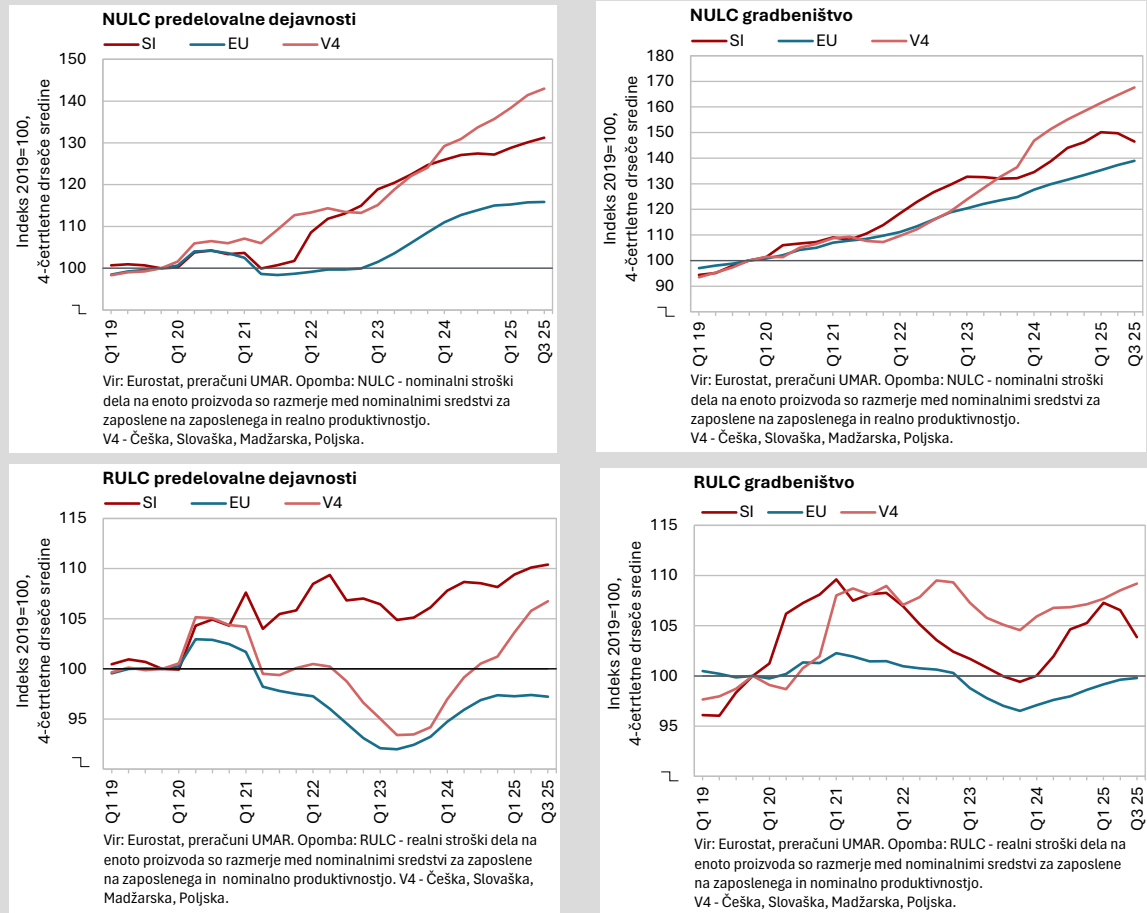 NULC predelovalne dejavnosti
SI EU V4
Indeks 2019=100,
4-četrtletne drseče sredine
150
140
130
120
110
100
Q1 19
Q1 20
Q1 21
Q1 22
Q1 23
Q1 24
Q1 25
Q3 25
Vir: Eurostat, preračuni UMAR. Opomba: NULC - nominalni stroški
dela na enoto proizvoda so razmerje med nominalnimi sredstvi za
zaposlene na zaposlenega in realno produktivnostjo.
V4 - Češka, Slovaška, Madžarska, Poljska.
NULC gradbeništvo
SI EU V4
Indeks 2019=100,
4-četrtletne drseče sredine
180
170
160
150
140
130
120
110
100
90
Q1 19
Q1 20
Q1 21
Q1 22
Q1 23
Q1 24
Q1 25
Q3 25
Vir: Eurostat, preračuni UMAR. Opomba: NULC - nominalni stroški
dela na enoto proizvoda so razmerje med nominalnimi sredstvi za
zaposlene na zaposlenega in realno produktivnostjo.
V4 - Češka, Slovaška, Madžarska, Poljska.
RULC predelovalne dejavnosti
SI EU V4
Indeks 2019=100,
4-četrtletne drseče sredine
115
110
105
100
95
Q1 19
Q1 20
Q1 21
Q1 22
Q1 23
Q1 24
Q1 25
Q3 25
Vir: Eurostat, preračuni UMAR. Opomba: RULC - realni stroški dela na
enoto proizvoda so razmerje med nominalnimi sredstvi za zaposlene
na zaposlenega in nominalno produktivnostjo. V4 - Češka, Slovaška,
Madžarska, Poljska.
RULC gradbeništvo
SI EU V4
Indeks 2019=100,
4-četrtletne drseče sredine
115
110
105
100
95
Q1 19
Q1 20
Q1 21
Q1 22
Q1 23
Q1 24
Q1 25
Q3 25
Vir: Eurostat, preračuni UMAR. Opomba: RULC - realni stroški dela na
enoto proizvoda so razmerje med nominalnimi sredstvi za zaposlene
na zaposlenega in nominalno produktivnostjo.
V4 - Češka, Slovaška, Madžarska, Poljska.